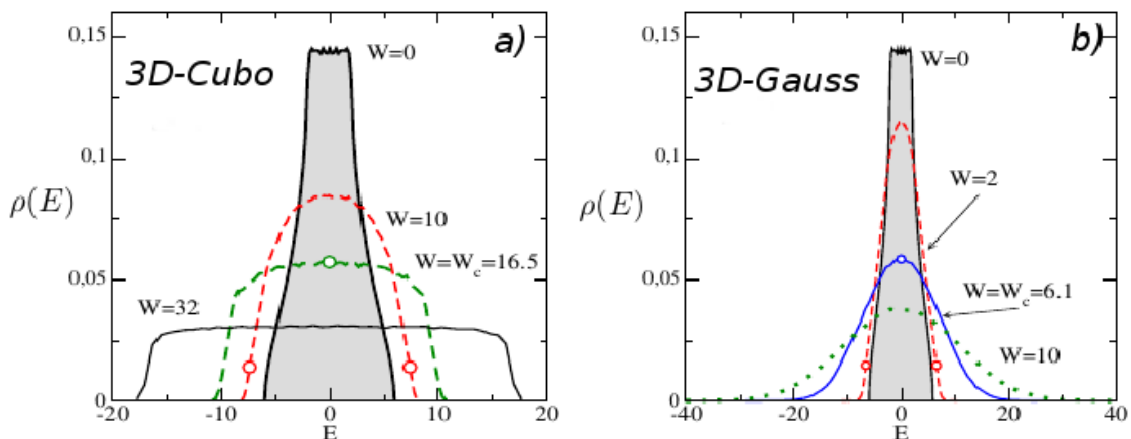 0,15
0,1
0,05
0
ρ(E)
3D-Cubo
a)
W=0
W=10
W=W_c=16.5
W=32
-20
-10
0
10
20
E
0,15
0,1
0,05
0
ρ(E)
3D-Gauss
b)
W=0
W=2
W=W_c=6.1
W=10
-40
-20
0
20
40
E